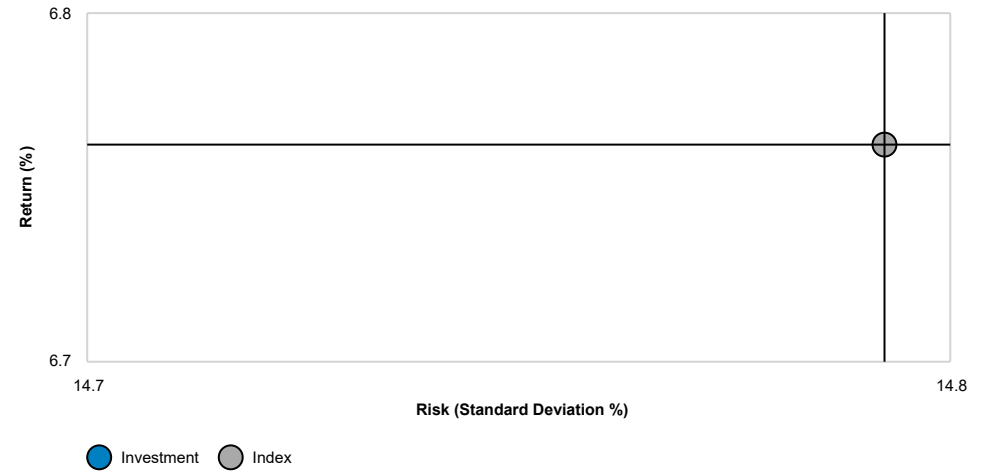 6.8
Return (%)
6.7
14.7
14.8
Risk (Standard Deviation %)
Investment
Index